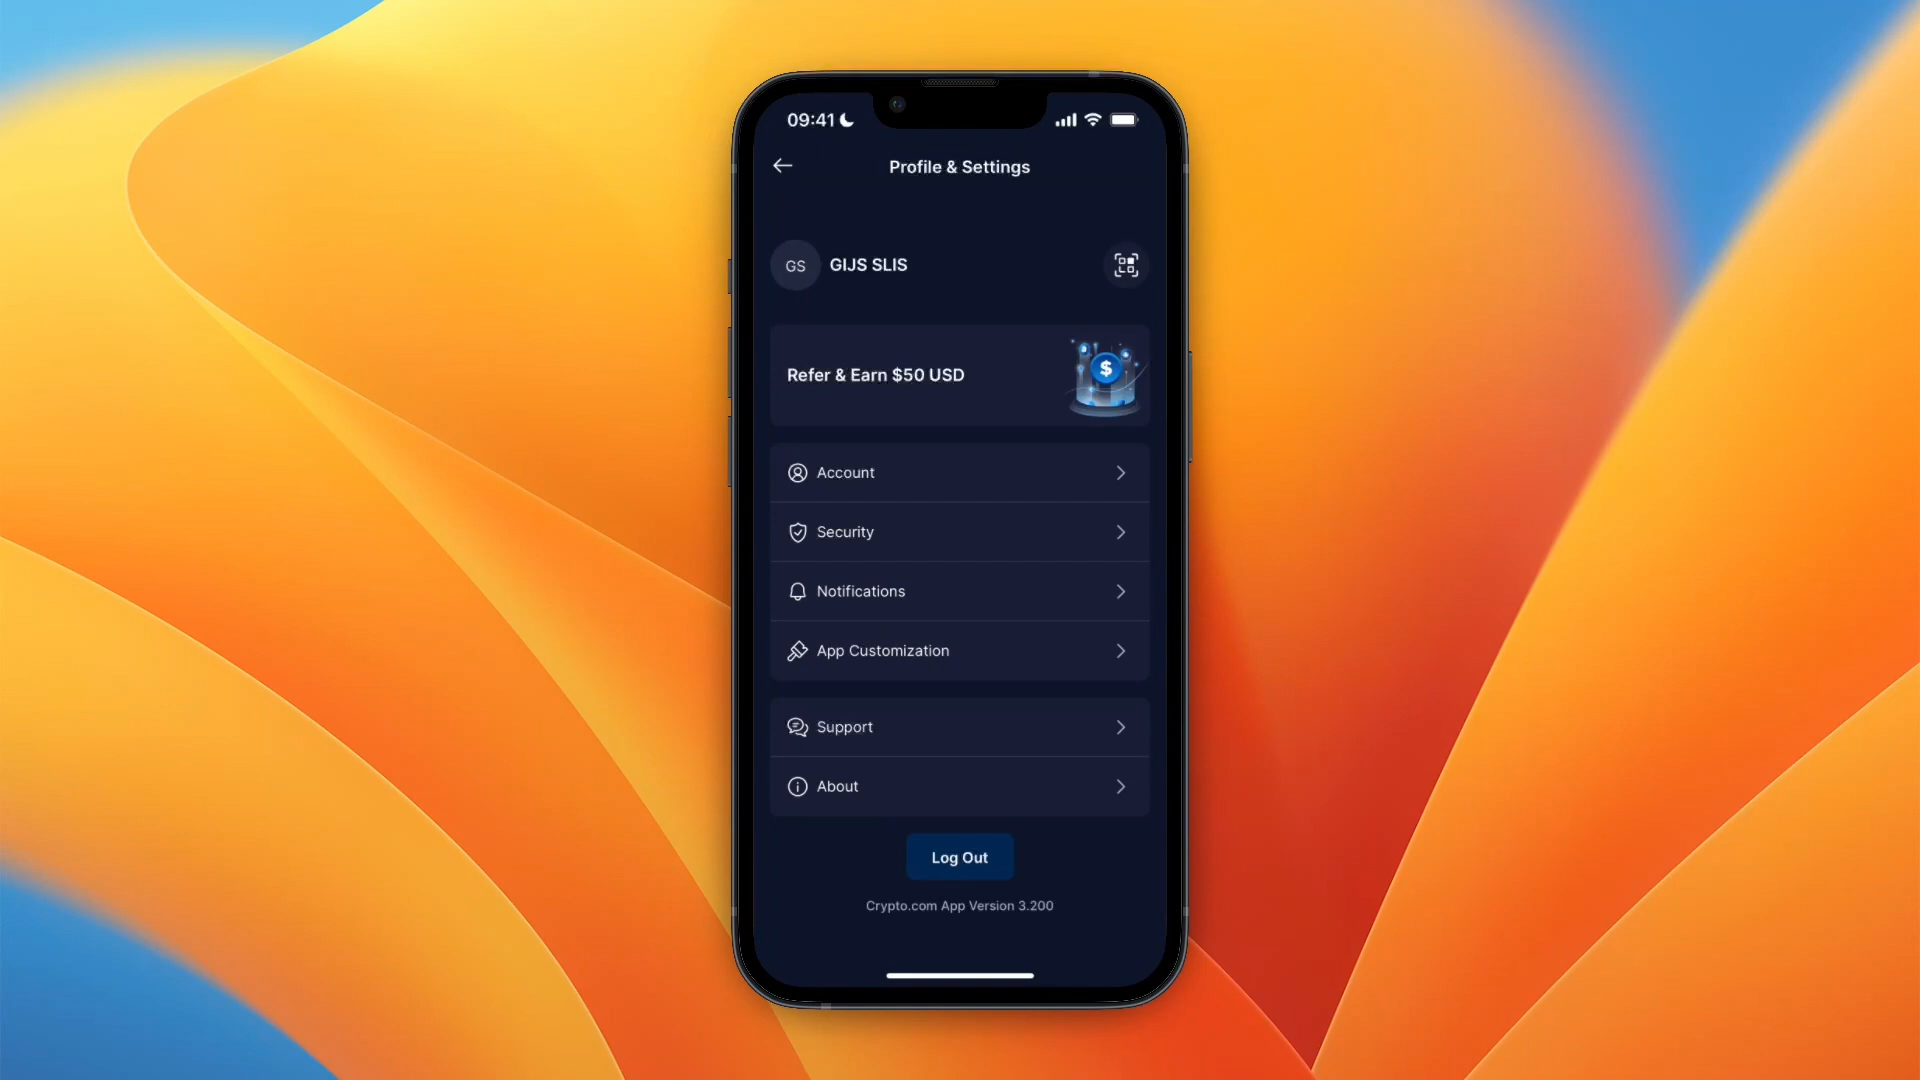 09:41
Profile & Settings
GS GIJS SLIS
Refer & Earn $50 USD
$
Account
Security
Notifications
App Customization
Support
About
Log Out
Crypto.com App Version 3.200